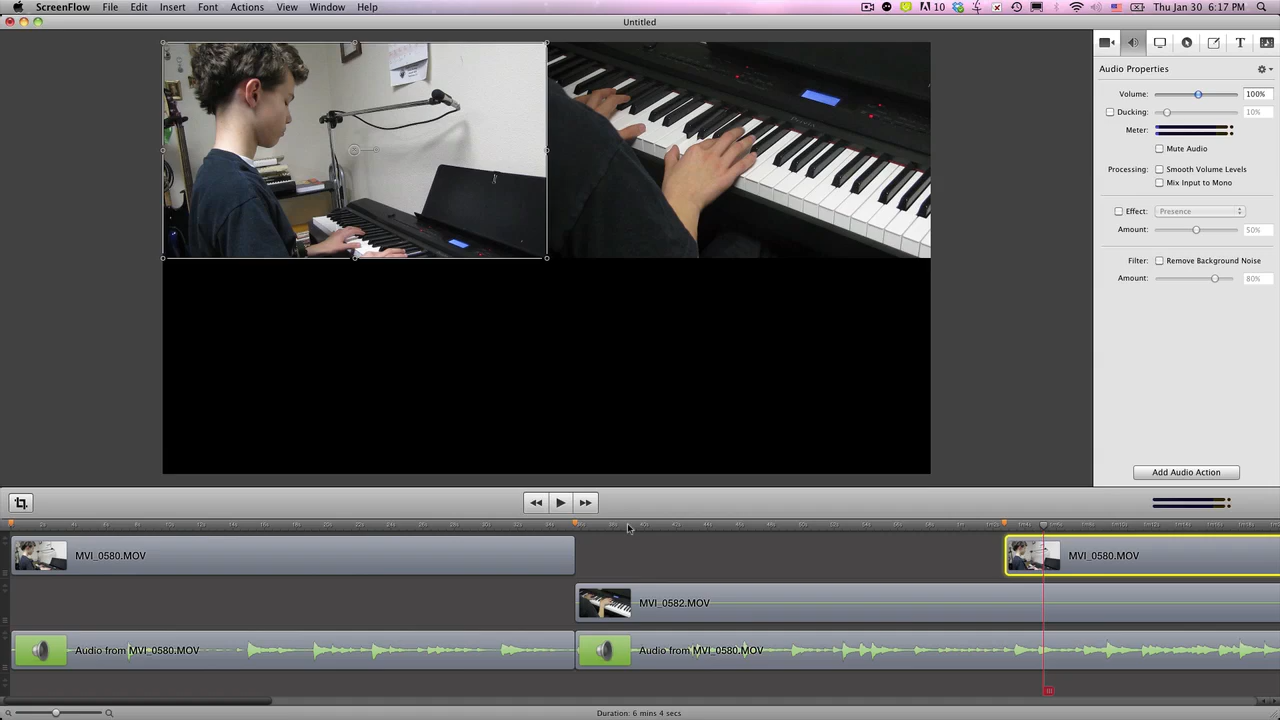 ScreenFlow File Edit Insert Font Actions View Window Help 10 Thu Jan 30 6:17 PM
Untitled
Audio Properties
Volume: 100%
Ducking: 10%
Meter:
Mute Audio
Processing: Smooth Volume Levels
Mix Input to Mono
Effect: Presence
Amount: 50%
Filter: Remove Background Noise
Amount: 80%
Add Audio Action
MVI_0580.MOV MVI_0580.MOV
MVI_0582.MOV
Audio from MVI_0580.MOV Audio from MVI_0580.MOV
Duration: 6 mins 4 secs